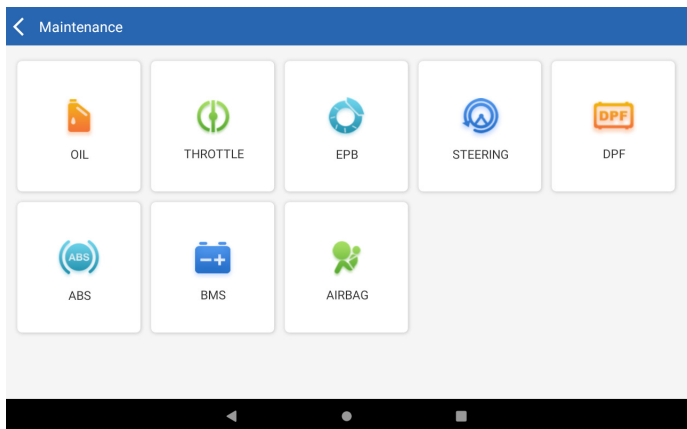 Maintenance
OIL
THROTTLE
EPB
STEERING
DPF
DPF
ABS
ABS
BMS
AIRBAG